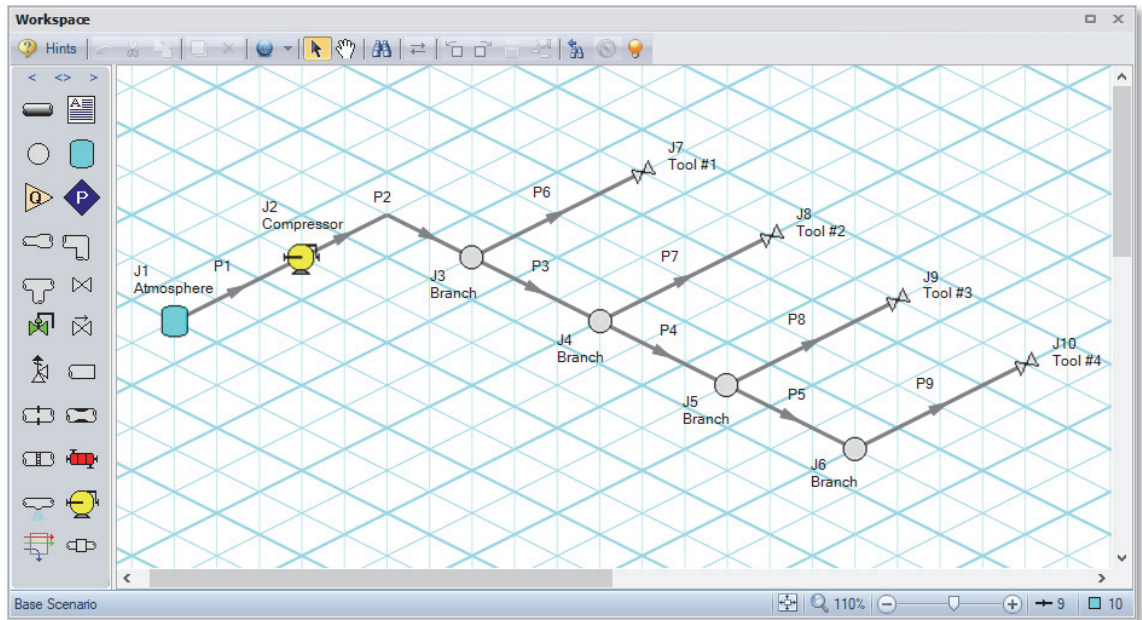 Workspace
Hints
< <> >
A
Q P
J7
Tool #1
P6
P2
J2
Compressor
J8
Tool #2
P7
P1
J1
Atmosphere
J3
Branch
P3
J9
Tool #3
P8
P4
J4
Branch
J10
Tool #4
P9
P5
J5
Branch
J6
Branch
Base Scenario 110% 9 10